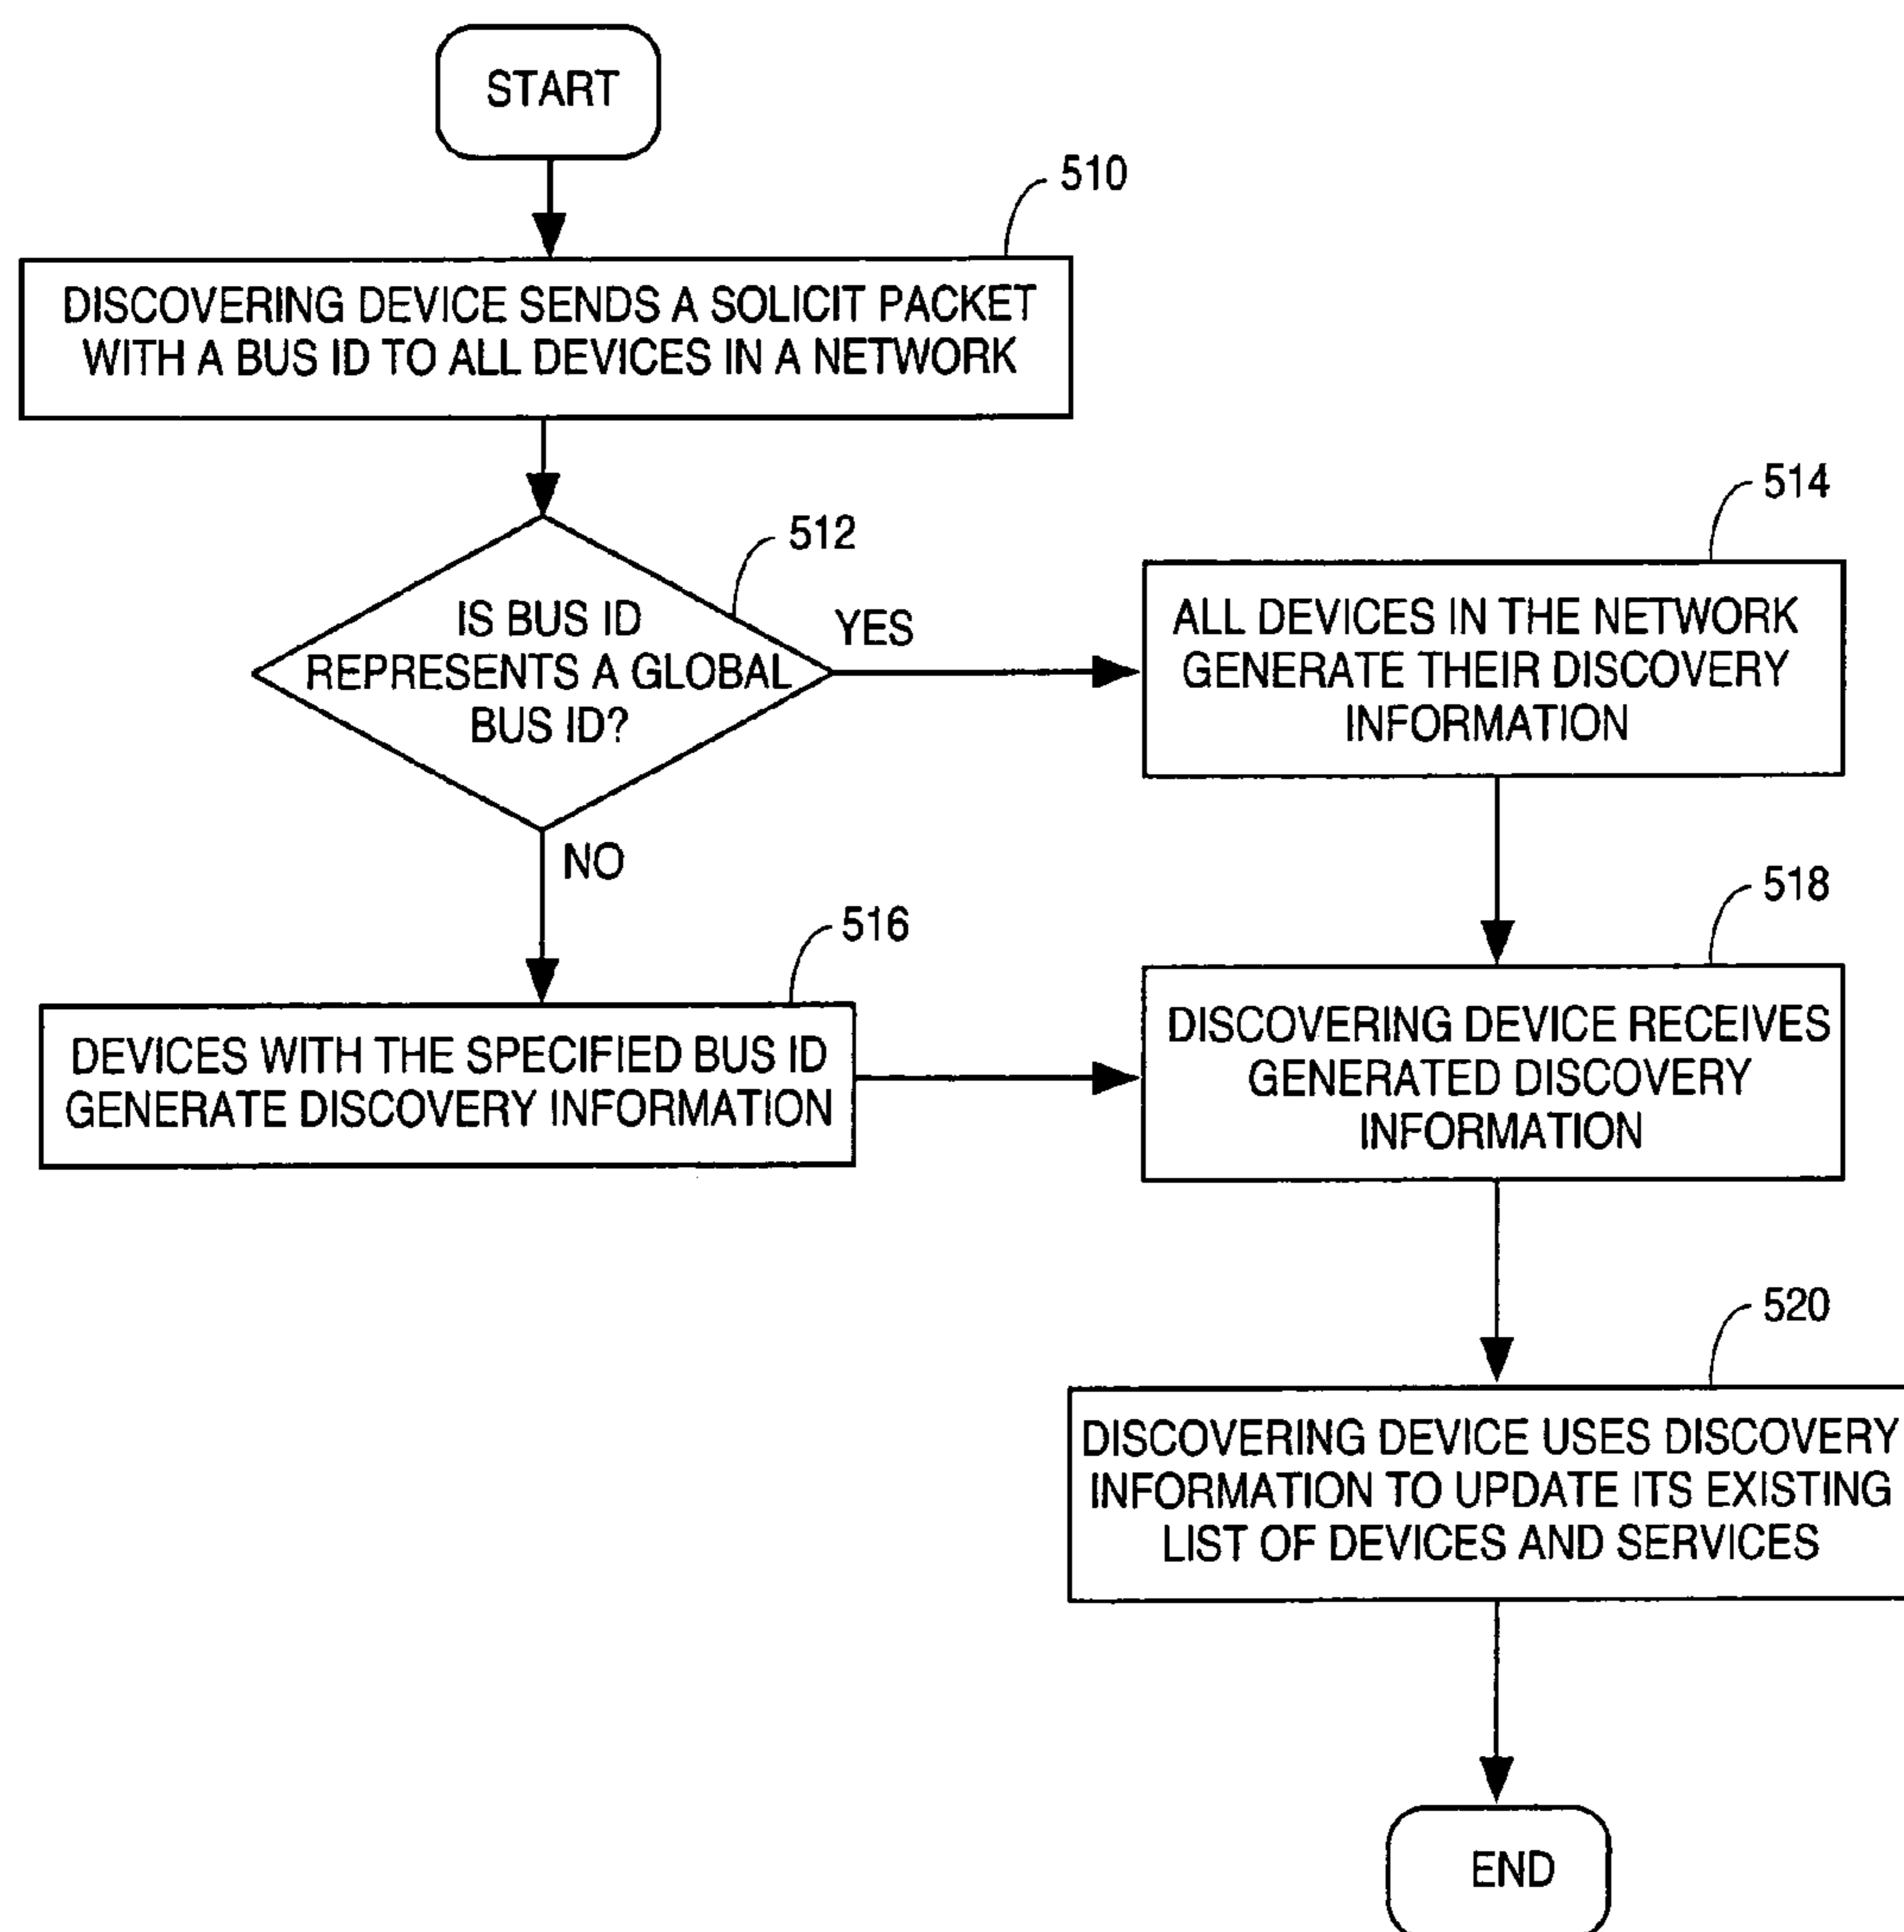 START
510
DISCOVERING DEVICE SENDS A SOLICIT PACKET
WITH A BUS ID TO ALL DEVICES IN A NETWORK
512
IS BUS ID
REPRESENTS A GLOBAL
BUS ID?
YES
NO
514
ALL DEVICES IN THE NETWORK
GENERATE THEIR DISCOVERY
INFORMATION
516
DEVICES WITH THE SPECIFIED BUS ID
GENERATE DISCOVERY INFORMATION
518
DISCOVERING DEVICE RECEIVES
GENERATED DISCOVERY
INFORMATION
520
DISCOVERING DEVICE USES DISCOVERY
INFORMATION TO UPDATE ITS EXISTING
LIST OF DEVICES AND SERVICES
END